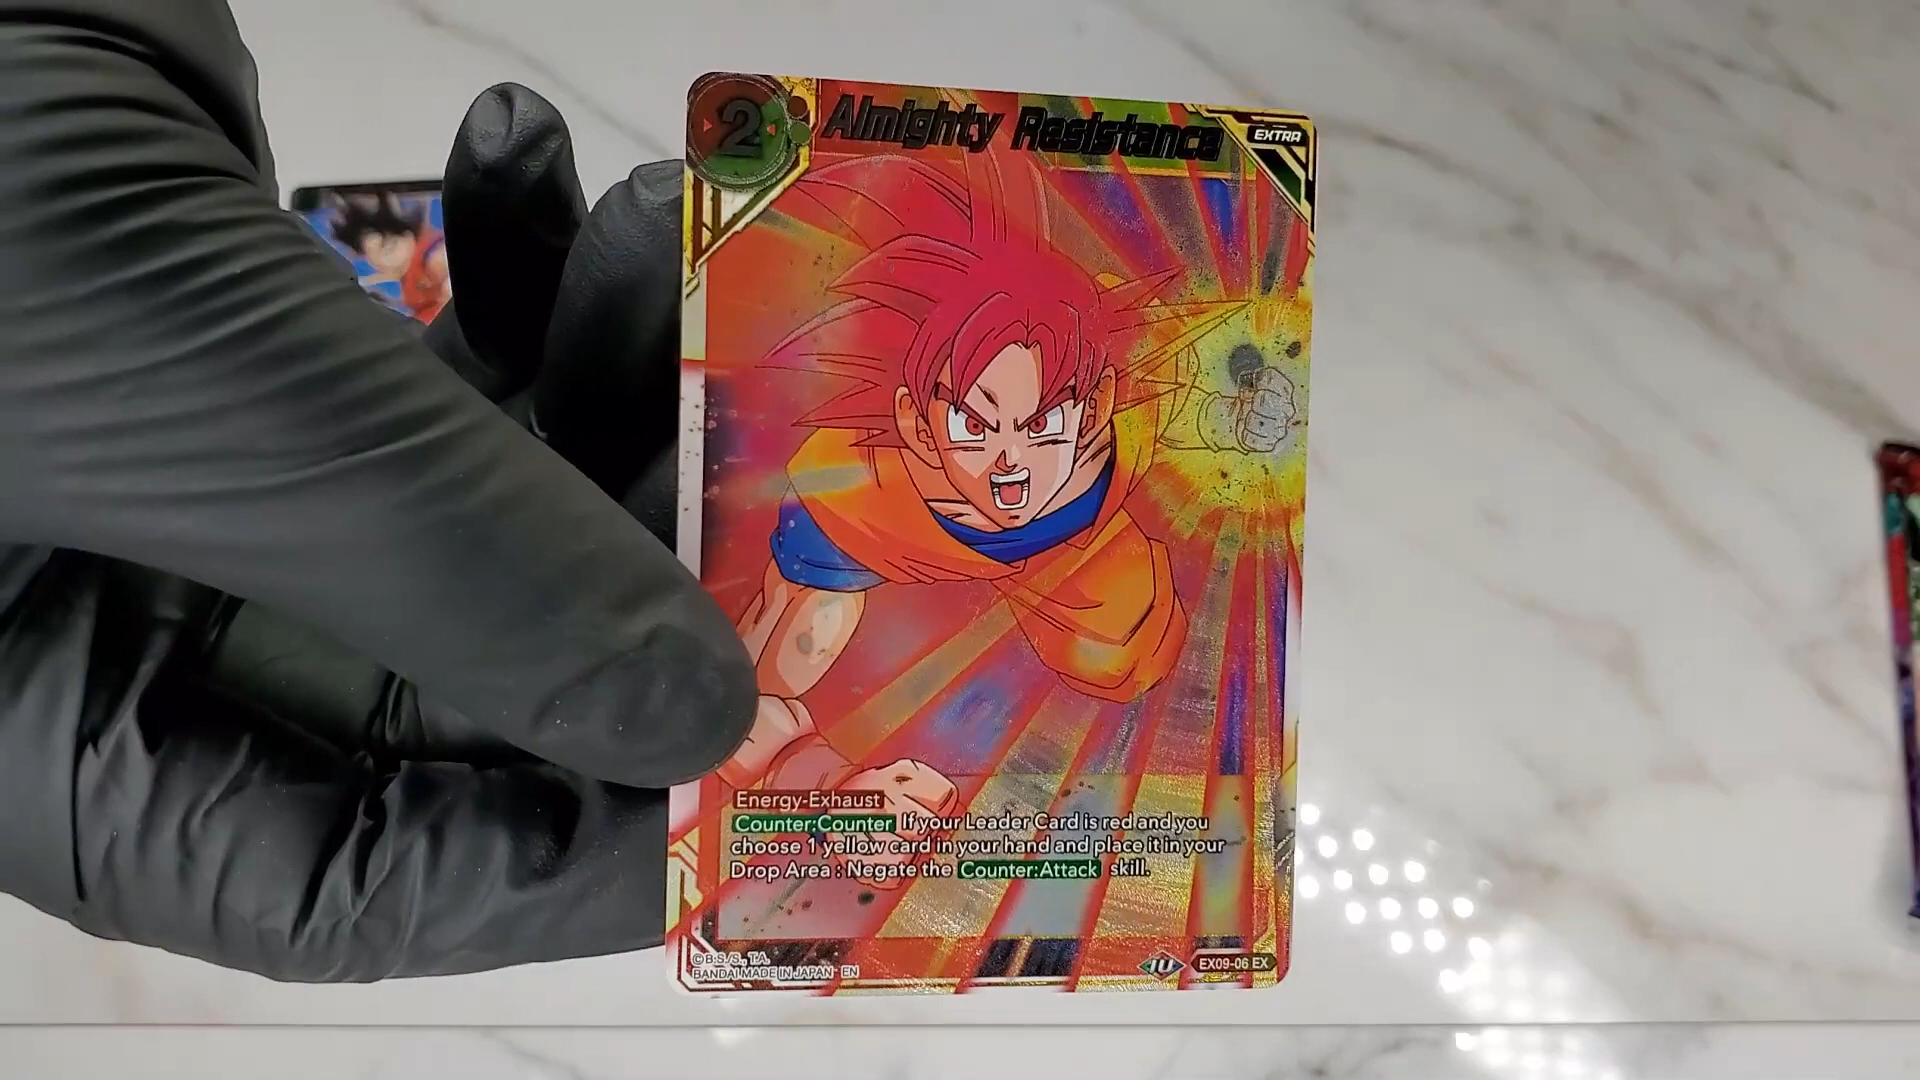 2
Almighty Resistance
EXTRA
Energy-Exhaust
Counter:Counter If your Leader Card is red and you
choose 1 yellow card in your hand and place it in your
Drop Area : Negate the Counter:Attack skill.
©B.S./S., T.A.
BANDAI MADE IN JAPAN EN
EX09-06 EX